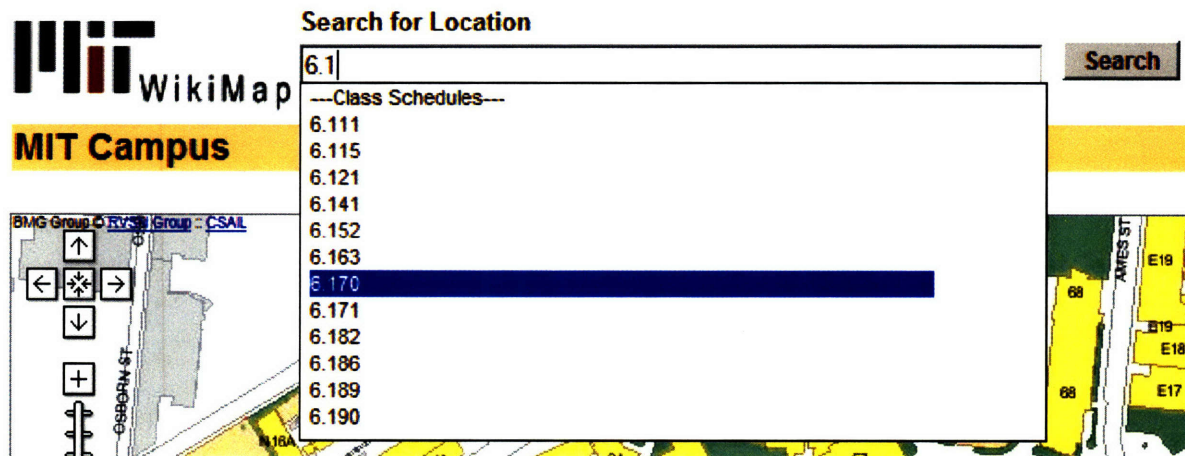 Search for Location
MIT
WikiMap
6.1
Search
---Class Schedules---
6.111
6.115
6.121
6.141
6.152
6.163
6.170
6.171
6.182
6.186
6.189
6.190
MIT Campus
BMG Group © RVSN Group :: CSAIL
OSBORN ST
AMES ST
E19
68
E19
E18
68
E17
N16A